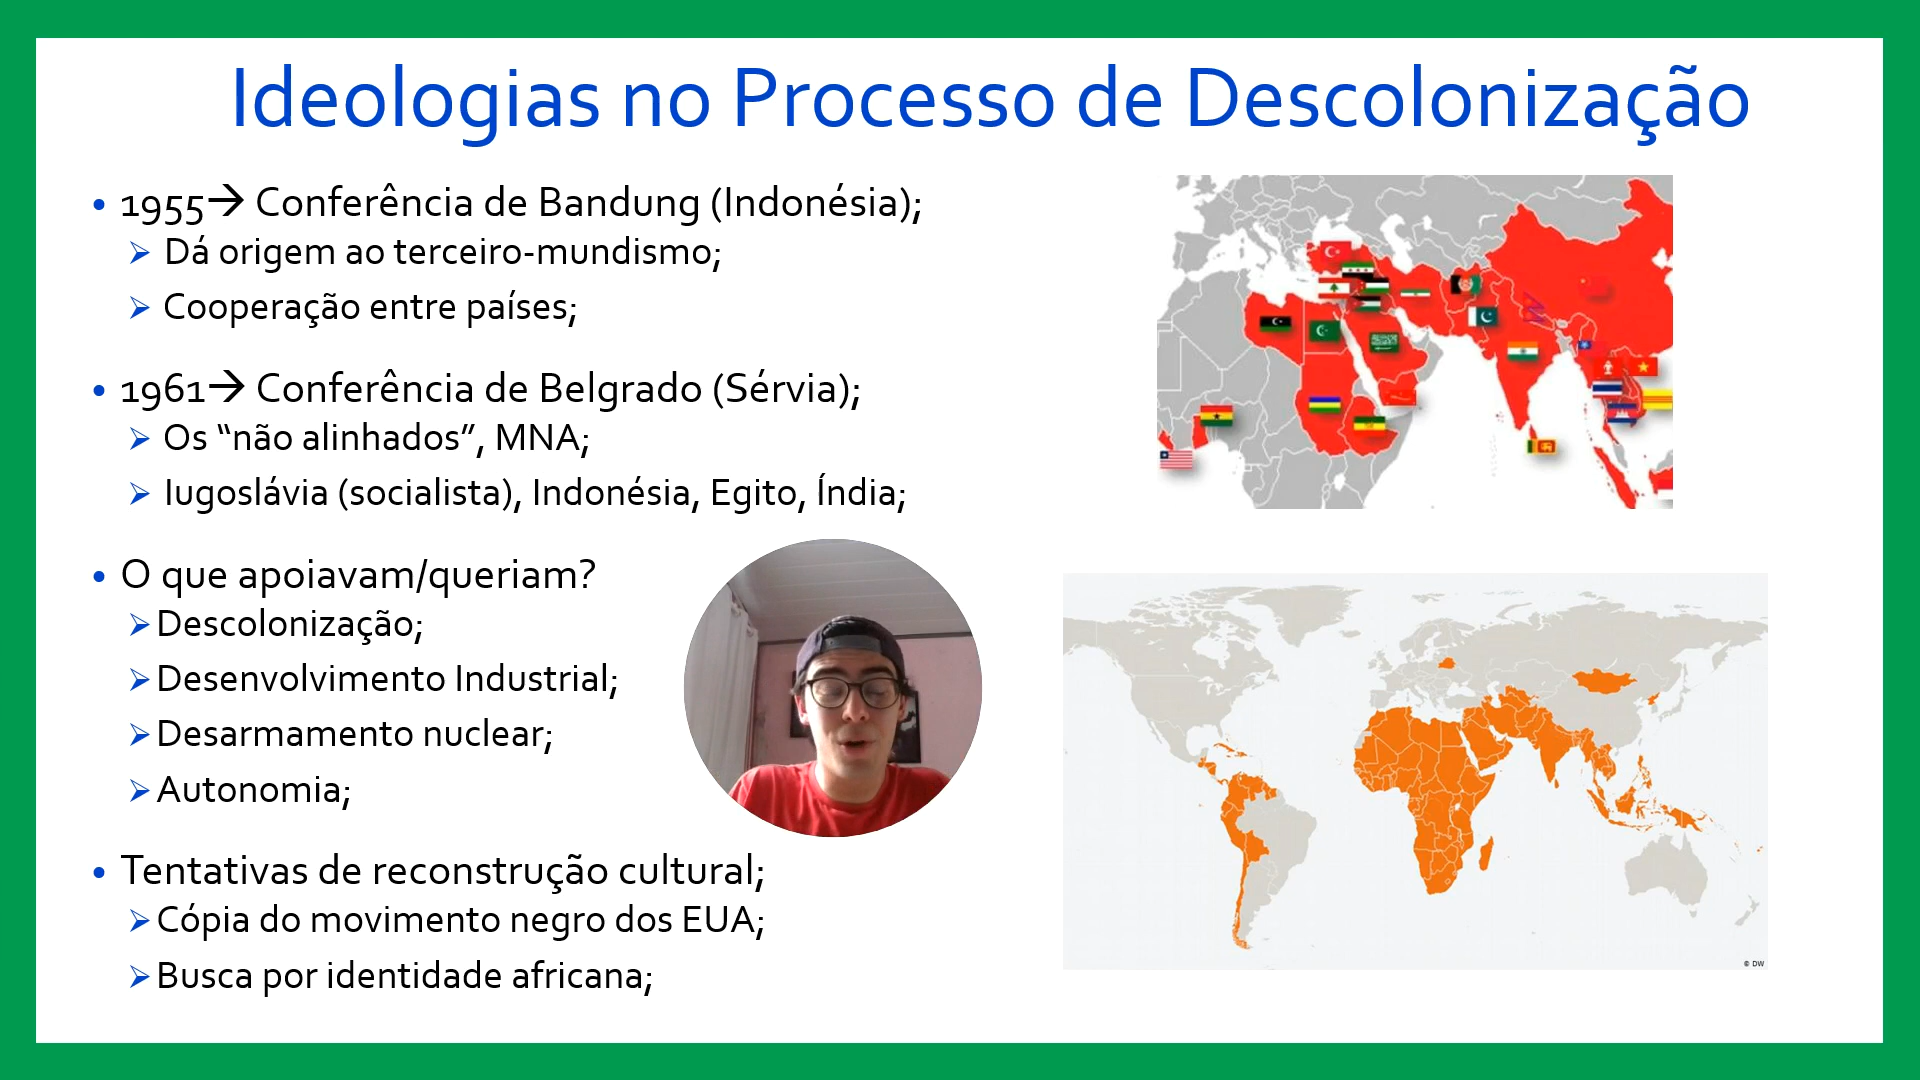 Ideologias no Processo de Descolonização
• 1955→ Conferência de Bandung (Indonésia);
➢ Dá origem ao terceiro-mundismo;
➢ Cooperação entre países;
• 1961→ Conferência de Belgrado (Sérvia);
➢ Os “não alinhados”, MNA;
➢ Iugoslávia (socialista), Indonésia, Egito, Índia;
• O que apoiavam/queriam?
➢ Descolonização;
➢ Desenvolvimento Industrial;
➢ Desarmamento nuclear;
➢ Autonomia;
• Tentativas de reconstrução cultural;
➢ Cópia do movimento negro dos EUA;
➢ Busca por identidade africana;
© DW